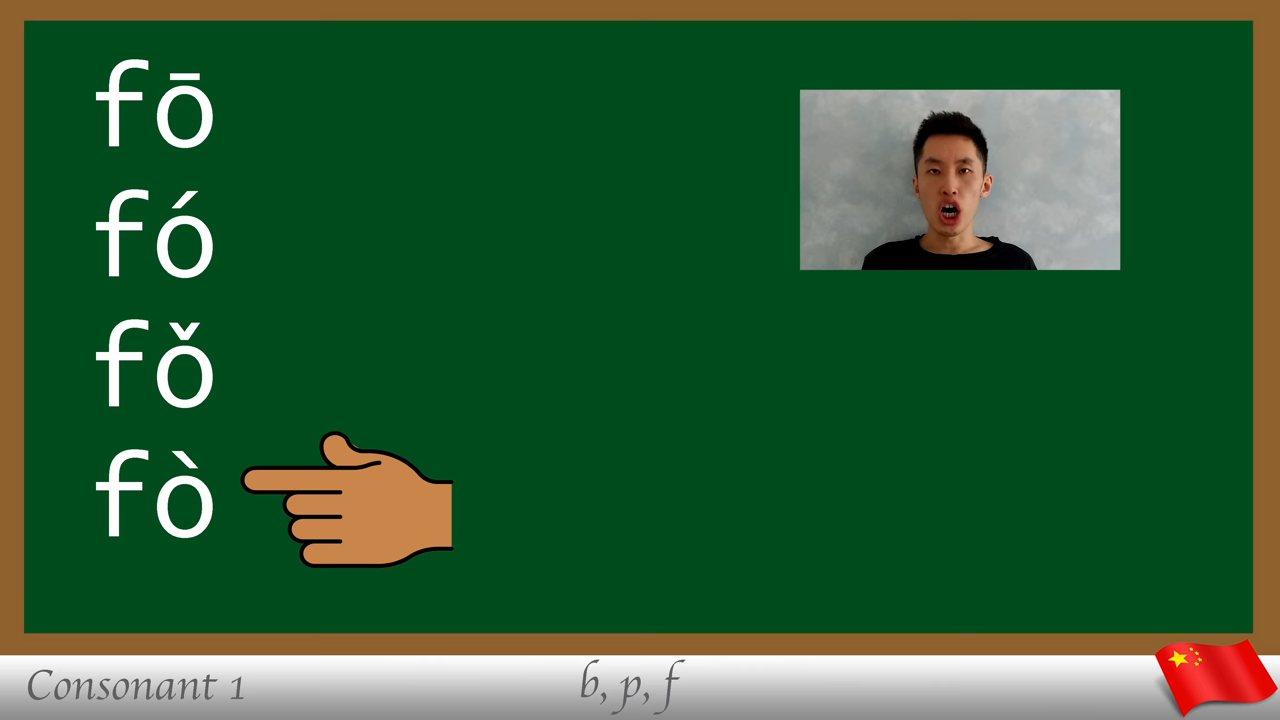 fō
fó
fǒ
fò
Consonant 1
b, p, f